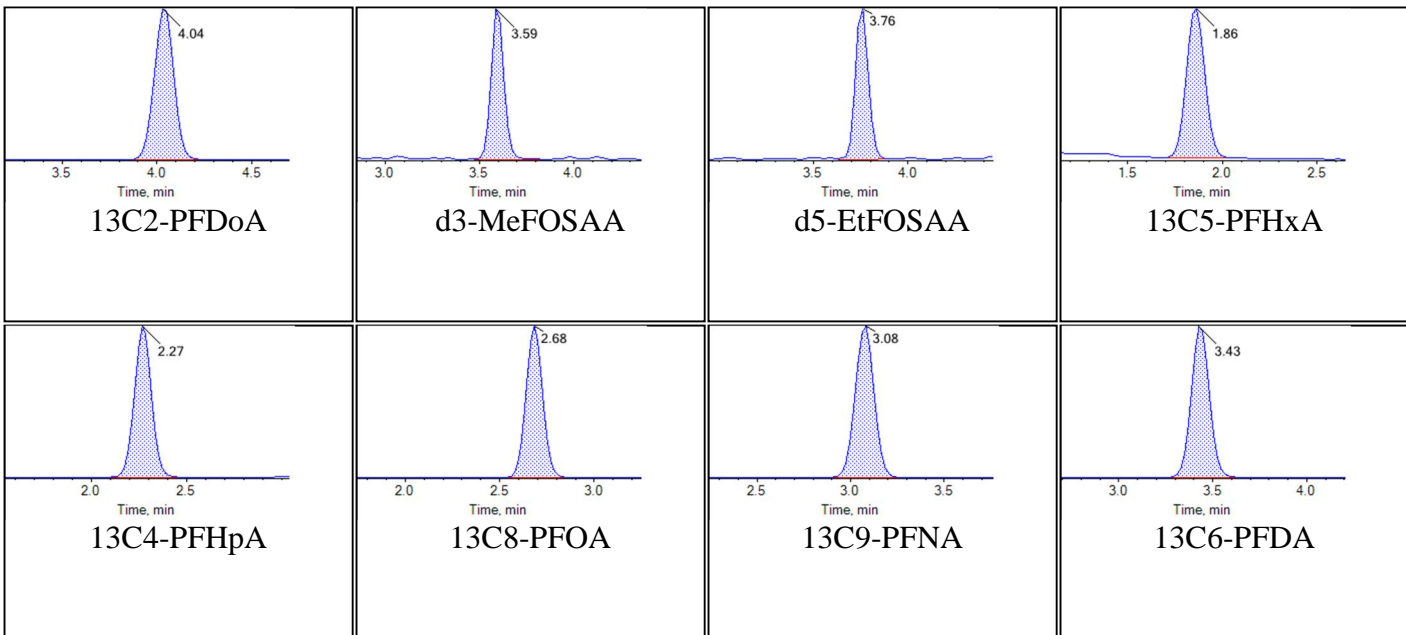 4.04
3.5 4.0 4.5
Time, min
13C2-PFDoA
3.59
3.0 3.5 4.0
Time, min
d3-MeFOSAA
3.76
3.5 4.0
Time, min
d5-EtFOSAA
1.86
1.5 2.0 2.5
Time, min
13C5-PFHxA
2.27
2.0 2.5
Time, min
13C4-PFHpA
2.68
2.0 2.5 3.0
Time, min
13C8-PFOA
3.08
2.5 3.0 3.5
Time, min
13C9-PFNA
3.43
3.0 3.5 4.0
Time, min
13C6-PFDA